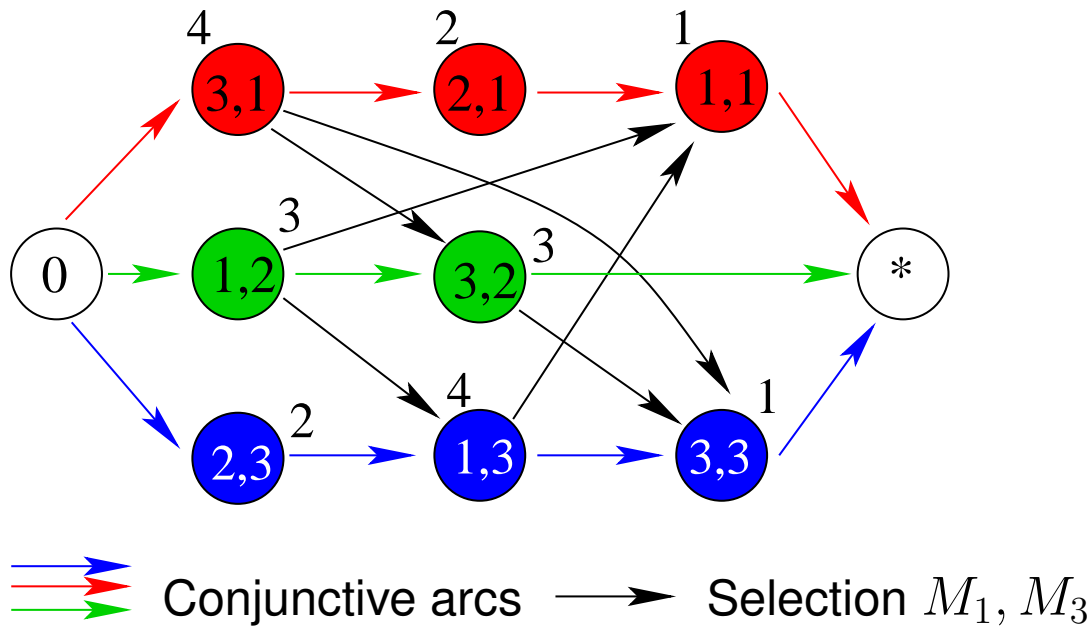 4 2 1
3,1 2,1 1,1
3 3
0 1,2 3,2 *
2 4 1
2,3 1,3 3,3
Conjunctive arcs Selection M₁, M₃